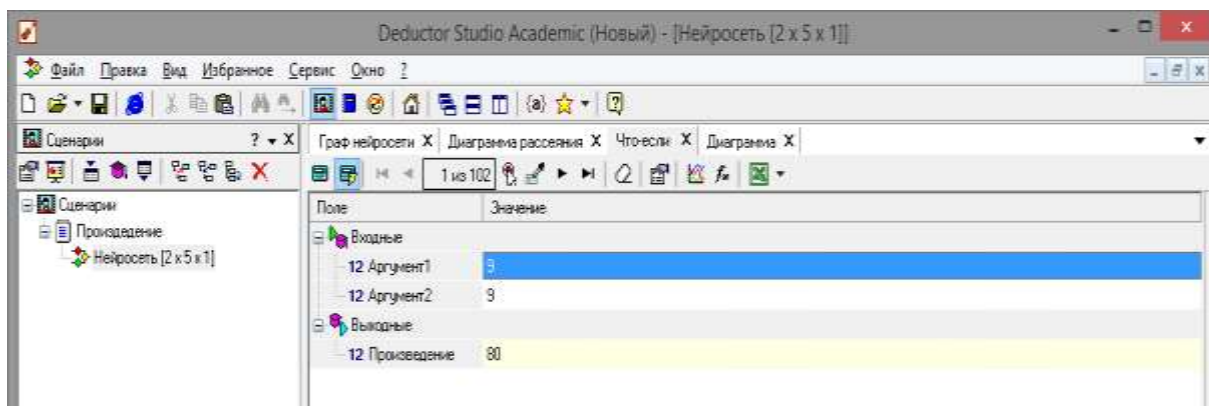 Deductor Studio Academic (Новый) - [Нейросеть [2 x 5 x 1]]
Файл Правка Вид Избранное Сервис Окно ?
Сценарии
Граф нейросети X Диаграмма рассеяния X Что-если X Диаграмма X
1 из 102
Сценарии
Произдедение
Нейросеть [2 x 5 x 1]
Поле Значение
Входные
12 Аргумент1 9
12 Аргумент2 9
Выходные
12 Произведение 80